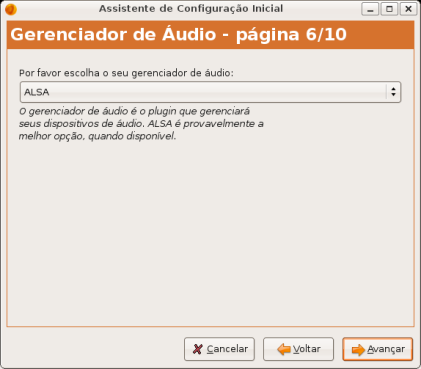 Assistente de Configuração Inicial
Gerenciador de Áudio - página 6/10
Por favor escolha o seu gerenciador de áudio:
ALSA
O gerenciador de áudio é o plugin que gerenciará
seus dispositivos de áudio. ALSA é provavelmente a
melhor opção, quando disponível.
Cancelar
Voltar
Avançar